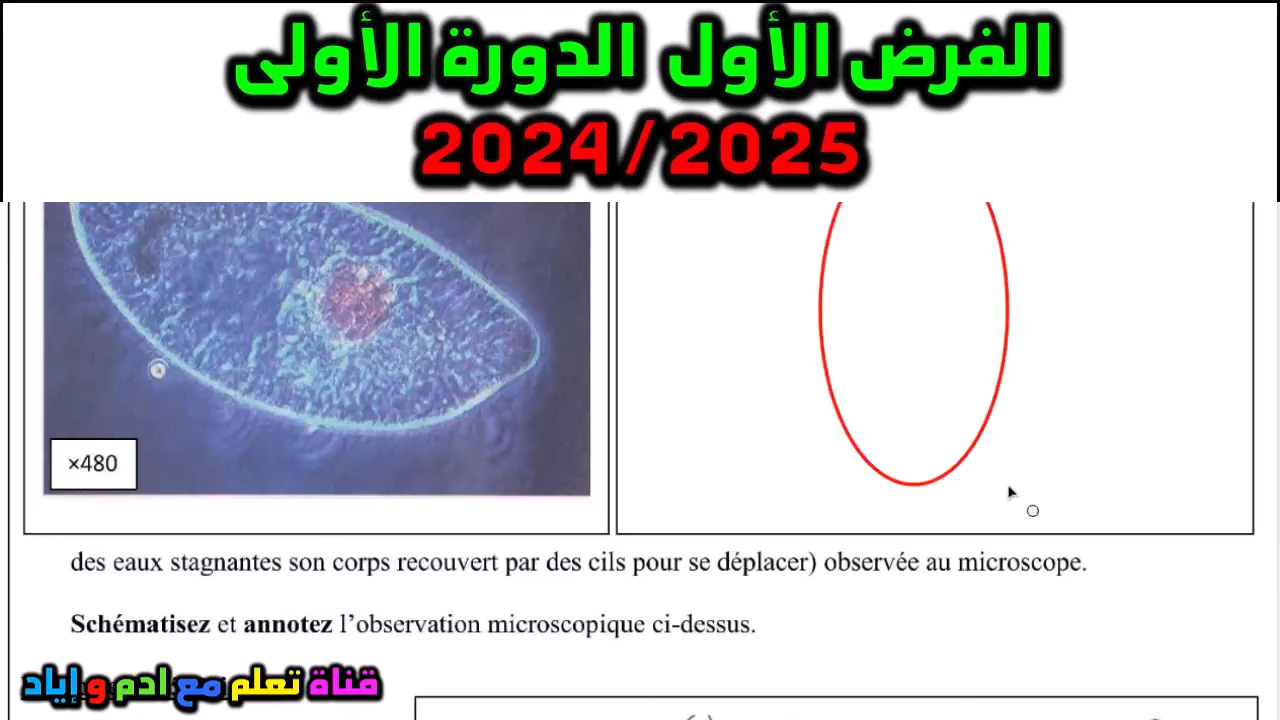 الفرض الأول الدورة الأولى
2024/2025
×480
des eaux stagnantes son corps recouvert par des cils pour se déplacer) observée au microscope.
Schématisez et annotez l’observation microscopique ci-dessus.
قناة تعلم مع ادم و إياد